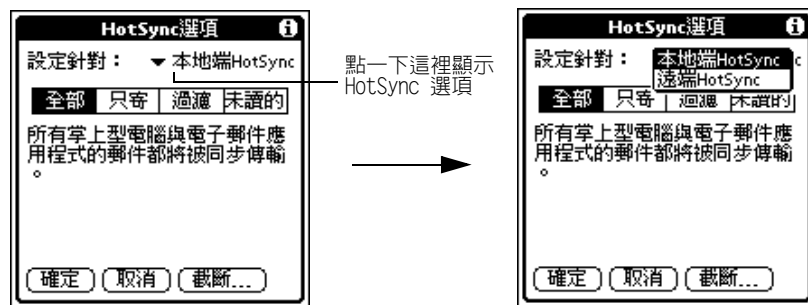 HotSync選項
設定針對： 本地端HotSync
全部 只寄 過濾 未讀的
所有掌上型電腦與電子郵件應
用程式的郵件都將被同步傳輸
。
確定 取消 截斷...
點一下這裡顯示
HotSync 選項
HotSync選項
設定針對： 本地端HotSync c
遠端HotSync
全部 只寄 過濾 未讀的
所有掌上型電腦與電子郵件應
用程式的郵件都將被同步傳輸
。
確定 取消 截斷...